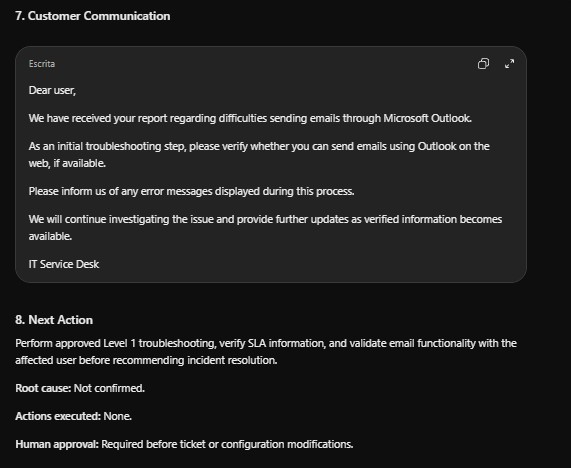 7. Customer Communication
Escrita
Dear user,
We have received your report regarding difficulties sending emails through Microsoft Outlook.
As an initial troubleshooting step, please verify whether you can send emails using Outlook on the
web, if available.
Please inform us of any error messages displayed during this process.
We will continue investigating the issue and provide further updates as verified information becomes
available.
IT Service Desk
8. Next Action
Perform approved Level 1 troubleshooting, verify SLA information, and validate email functionality with the
affected user before recommending incident resolution.
Root cause: Not confirmed.
Actions executed: None.
Human approval: Required before ticket or configuration modifications.